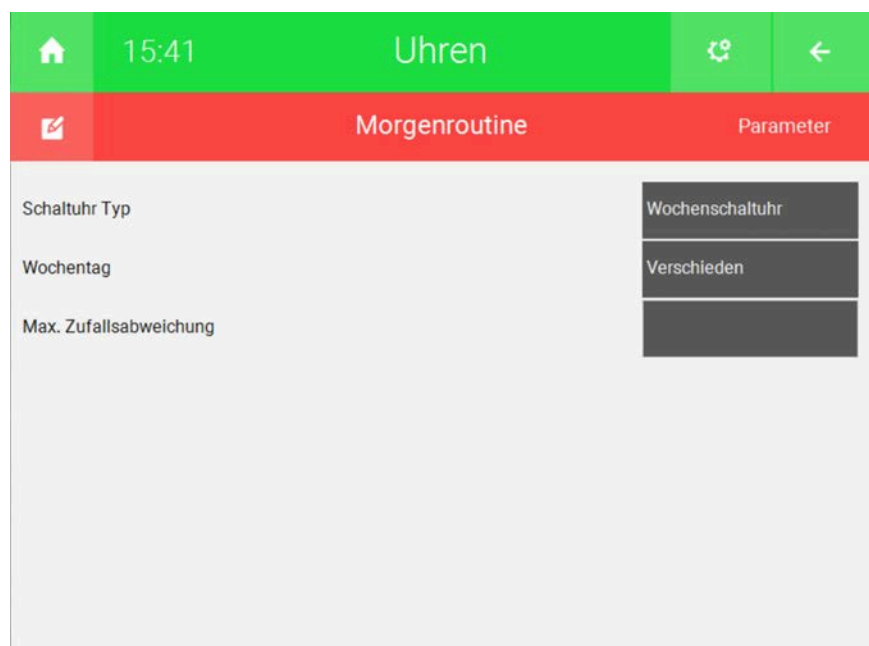 15:41
Uhren
Morgenroutine
Parameter
Schaltuhr Typ
Wochenschaltuhr
Wochentag
Verschieden
Max. Zufallsabweichung